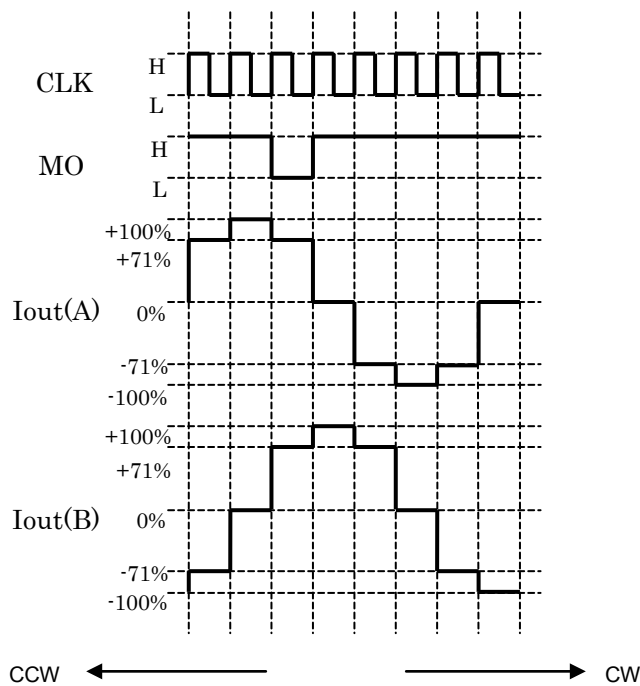 CLK
H
L
MO
H
L
Iout(A)
+100%
+71%
0%
-71%
-100%
Iout(B)
+100%
+71%
0%
-71%
-100%
CCW
CW